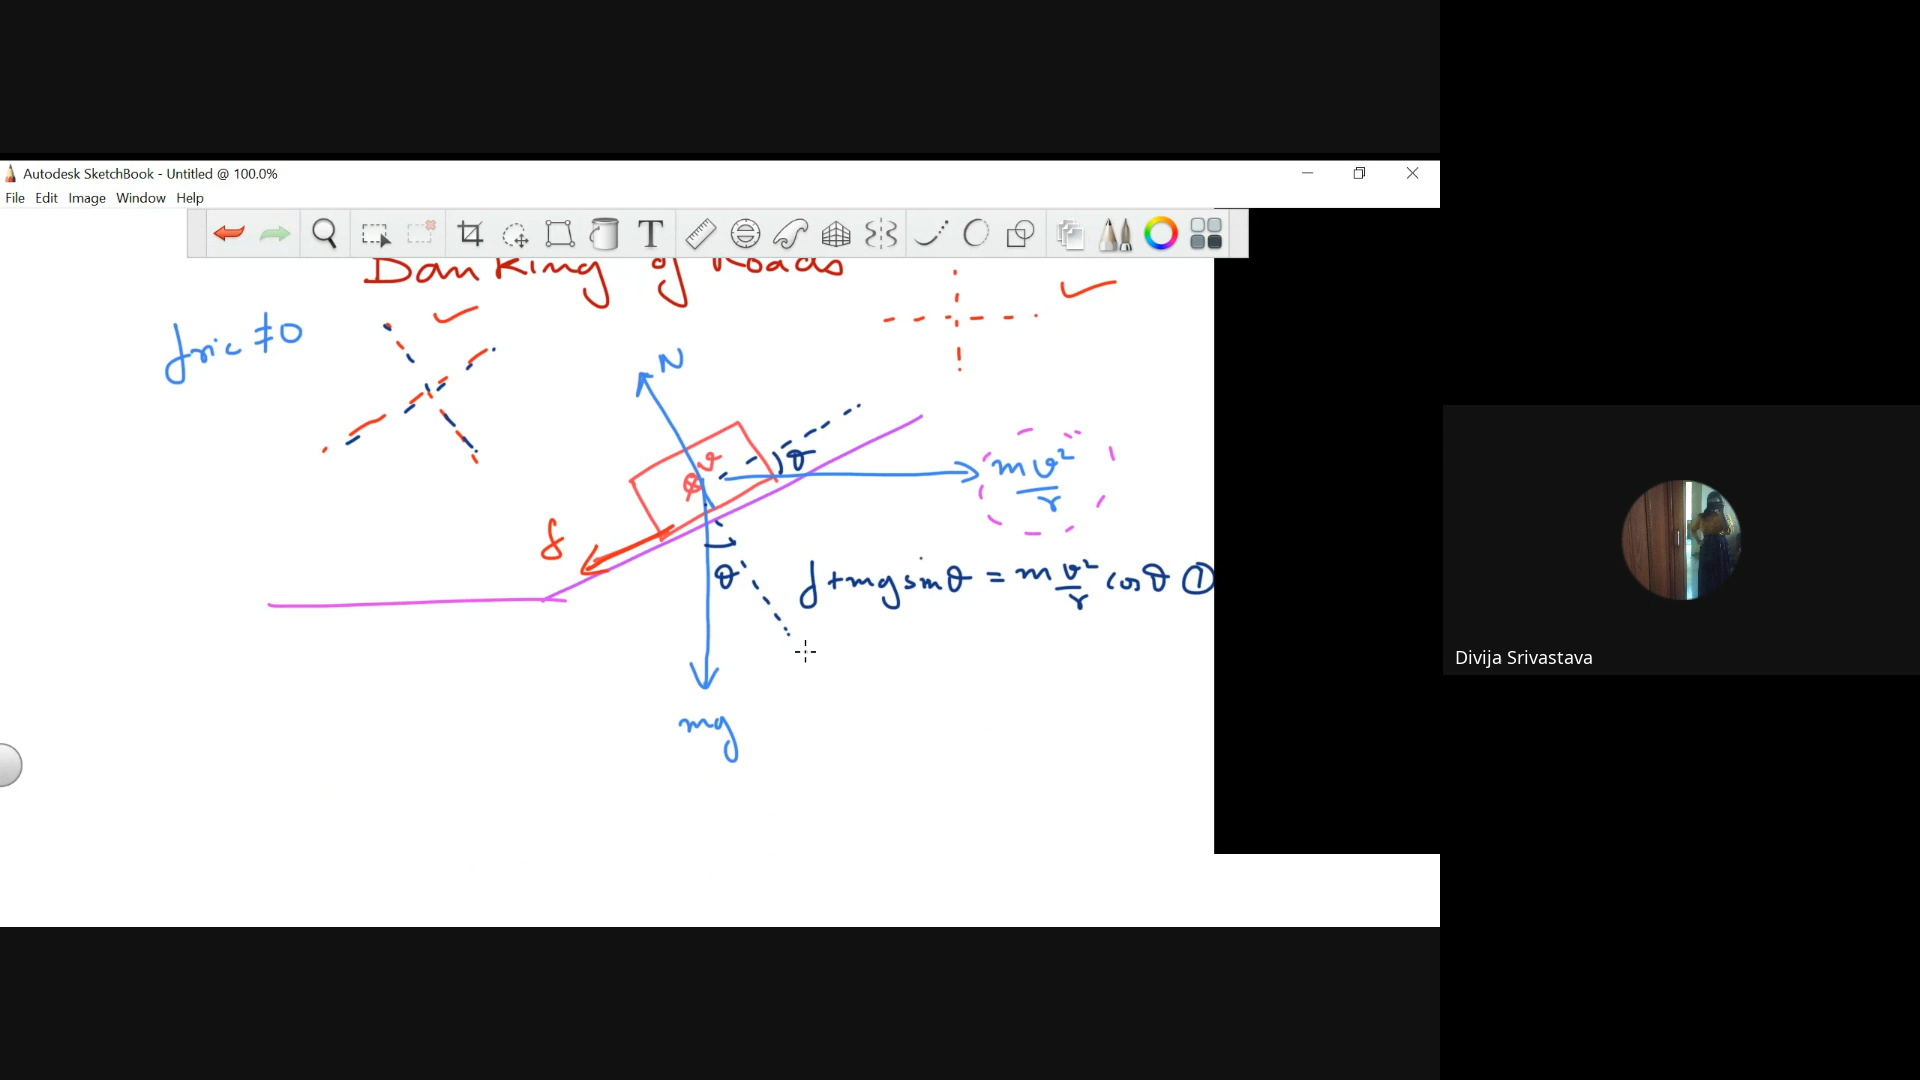 Autodesk SketchBook - Untitled @ 100.0%
File Edit Image Window Help
T
Banking of Roads
fric ≠ 0
N
v
θ
mv²/r
f
θ
f + mg sinθ = m v²/r cosθ ①
mg
Divija Srivastava